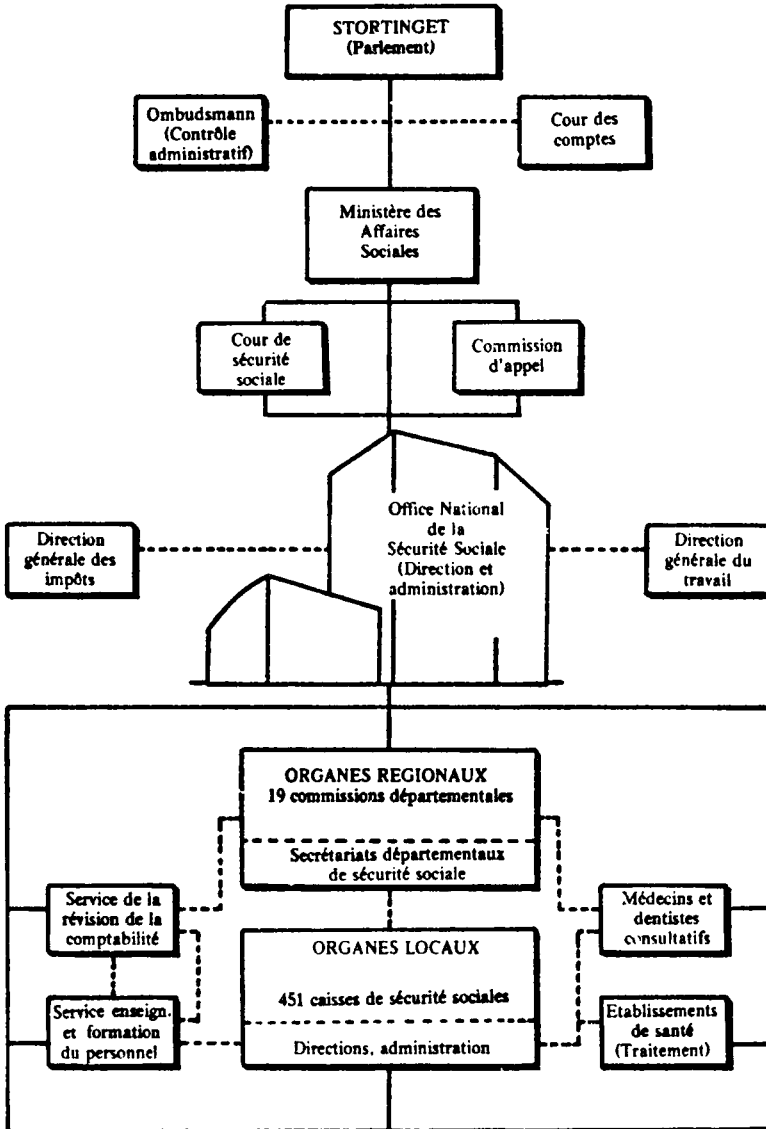 STORTINGET
(Parlement)
Ombudsmann
(Contrôle
administratif)
Cour des
comptes
Ministère des
Affaires
Sociales
Cour de
sécurité
sociale
Commission
d'appel
Office National
de la
Sécurité Sociale
(Direction et
administration)
Direction
générale des
impôts
Direction
générale du
travail
ORGANES REGIONAUX
19 commissions départementales
Secrétariats départementaux
de sécurité sociale
Service de la
révision de la
comptabilité
Médecins et
dentistes
consultatifs
ORGANES LOCAUX
451 caisses de sécurité sociales
Directions, administration
Service enseign.
et formation
du personnel
Etablissements
de santé
(Traitement)